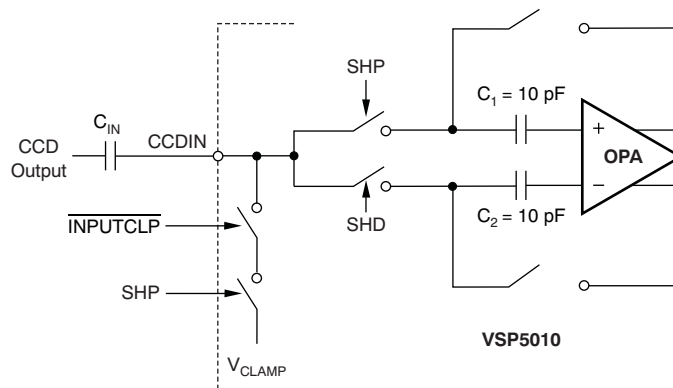 SHP
C1 = 10 pF
CIN
CCDIN
CCD
Output
+
OPA
−
INPUTCLP
SHD
C2 = 10 pF
SHP
VSP5010
VCLAMP